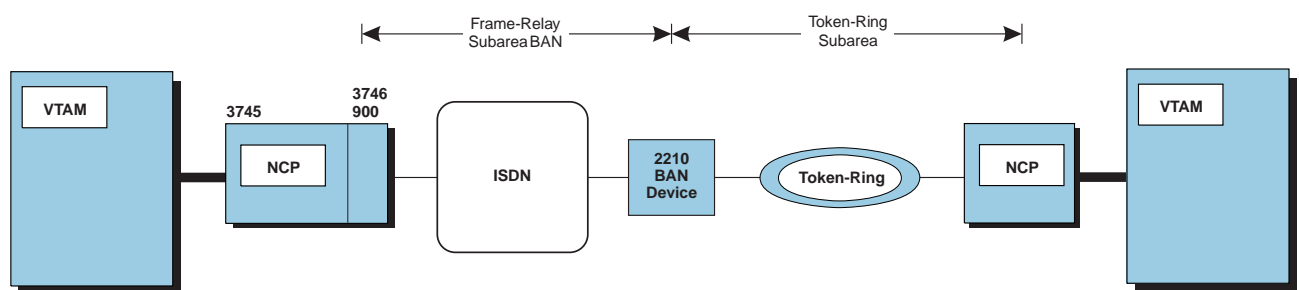 Frame-Relay
Subarea BAN
Token-Ring
Subarea
VTAM
3745
3746
900
NCP
ISDN
2210
BAN
Device
Token-Ring
NCP
VTAM